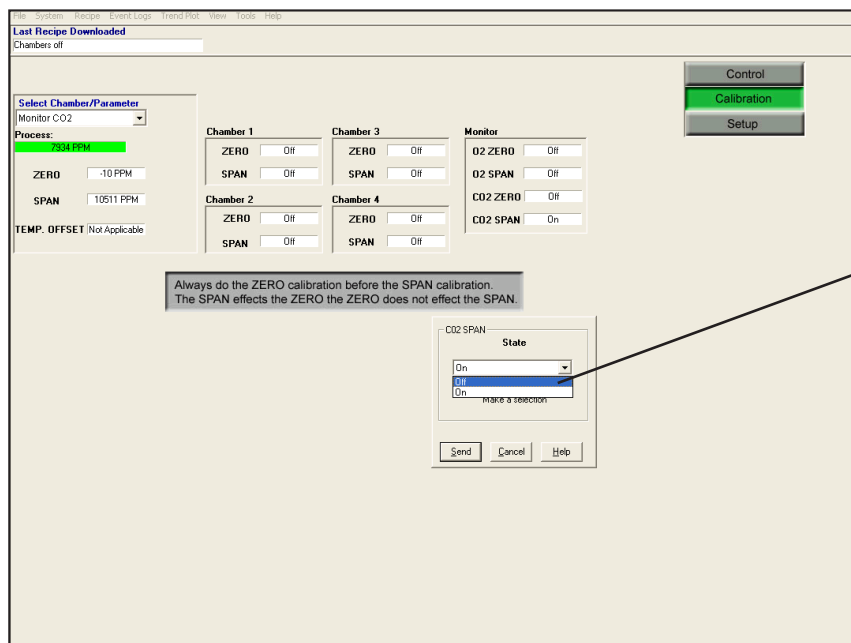 File System Recipe Event Logs Trend Plot View Tools Help
Last Recipe Downloaded
Chambers off
Control
Calibration
Setup
Select Chamber/Parameter
Monitor CO2
Process:
7934 PPM
ZERO -10 PPM
SPAN 10511 PPM
TEMP. OFFSET Not Applicable
Chamber 1
ZERO Off
SPAN Off
Chamber 2
ZERO Off
SPAN Off
Chamber 3
ZERO Off
SPAN Off
Chamber 4
ZERO Off
SPAN Off
Monitor
O2 ZERO Off
O2 SPAN Off
CO2 ZERO Off
CO2 SPAN On
Always do the ZERO calibration before the SPAN calibration.
The SPAN effects the ZERO the ZERO does not effect the SPAN.
CO2 SPAN
State
On
Off
On
Make a selection
Send Cancel Help